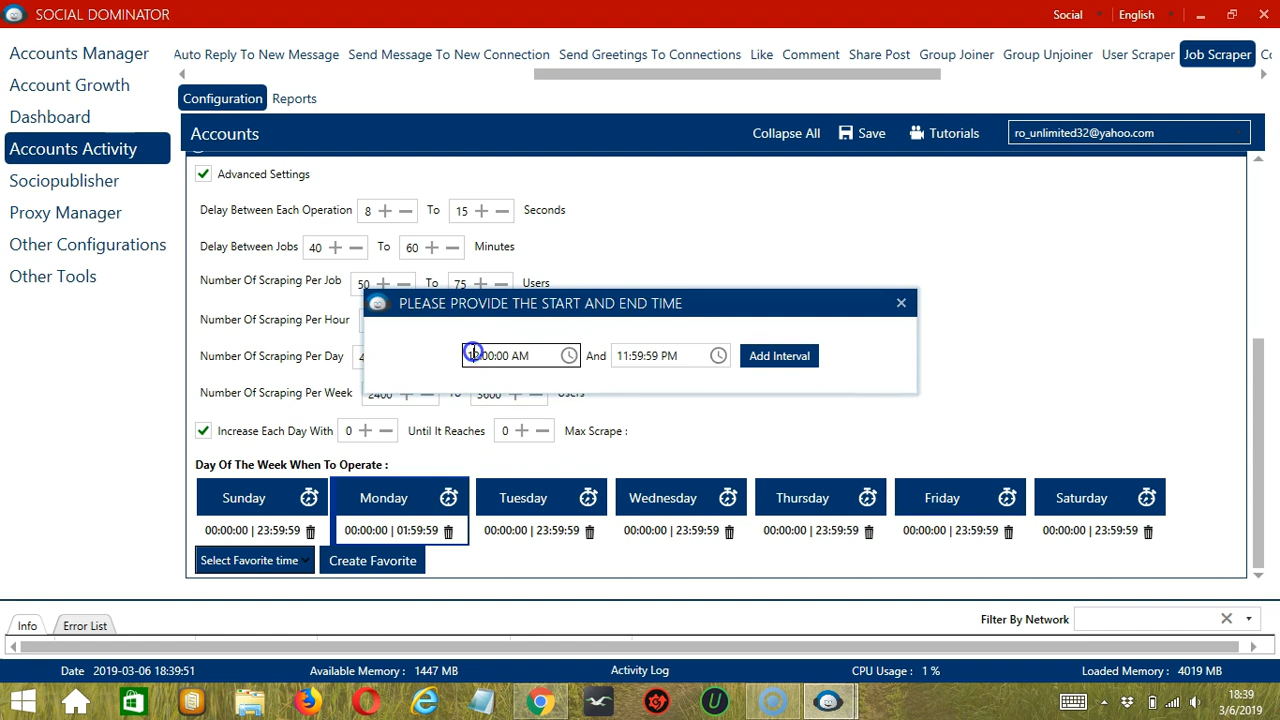 SOCIAL DOMINATOR
Social
English
Accounts Manager
Account Growth
Dashboard
Accounts Activity
Sociopublisher
Proxy Manager
Other Configurations
Other Tools
Auto Reply To New Message
Send Message To New Connection
Send Greetings To Connections
Like
Comment
Share Post
Group Joiner
Group Unjoiner
User Scraper
Job Scraper
Configuration
Reports
Accounts
Collapse All
Save
Tutorials
ro_unlimited32@yahoo.com
Advanced Settings
Delay Between Each Operation 8 To 15 Seconds
Delay Between Jobs 40 To 60 Minutes
Number Of Scraping Per Job 50 To 75 Users
Number Of Scraping Per Hour
Number Of Scraping Per Day
Number Of Scraping Per Week 2400 To 3600 Users
PLEASE PROVIDE THE START AND END TIME
12:00:00 AM And 11:59:59 PM Add Interval
Increase Each Day With 0 Until It Reaches 0 Max Scrape :
Day Of The Week When To Operate :
Sunday Monday Tuesday Wednesday Thursday Friday Saturday
00:00:00 | 23:59:59 00:00:00 | 01:59:59 00:00:00 | 23:59:59 00:00:00 | 23:59:59 00:00:00 | 23:59:59 00:00:00 | 23:59:59 00:00:00 | 23:59:59
Select Favorite time Create Favorite
Info Error List
Filter By Network
Date 2019-03-06 18:39:51 Available Memory : 1447 MB Activity Log CPU Usage : 1 % Loaded Memory : 4019 MB
18:39
3/6/2019